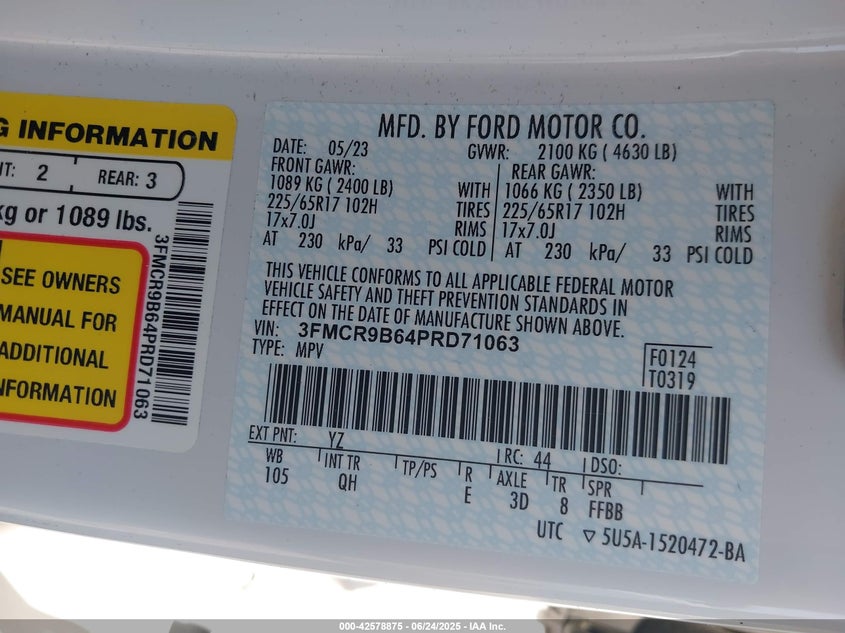 G INFORMATION
NT: 2 REAR: 3
kg or 1089 lbs.
SEE OWNERS
MANUAL FOR
ADDITIONAL
INFORMATION
3FMCR9B64PRD71063
MFD. BY FORD MOTOR CO.
DATE: 05/23 GVWR: 2100 KG ( 4630 LB)
FRONT GAWR: REAR GAWR:
1089 KG ( 2400 LB) WITH 1066 KG ( 2350 LB) WITH
225/65R17 102H TIRES 225/65R17 102H TIRES
17x7.0J RIMS 17x7.0J RIMS
AT 230 kPa/ 33 PSI COLD AT 230 kPa/ 33 PSI COLD
THIS VEHICLE CONFORMS TO ALL APPLICABLE FEDERAL MOTOR
VEHICLE SAFETY AND THEFT PREVENTION STANDARDS IN
EFFECT ON THE DATE OF MANUFACTURE SHOWN ABOVE.
VIN: 3FMCR9B64PRD71063
TYPE: MPV
F0124
T0319
EXT PNT: YZ RC: 44 DSO:
WB INT TR TP/PS R AXLE TR SPR
105 QH E 3D 8 FFBB
UTC ▽ 5U5A-1520472-BA
000-42578875 | 06/24/2025 - IAA Inc.